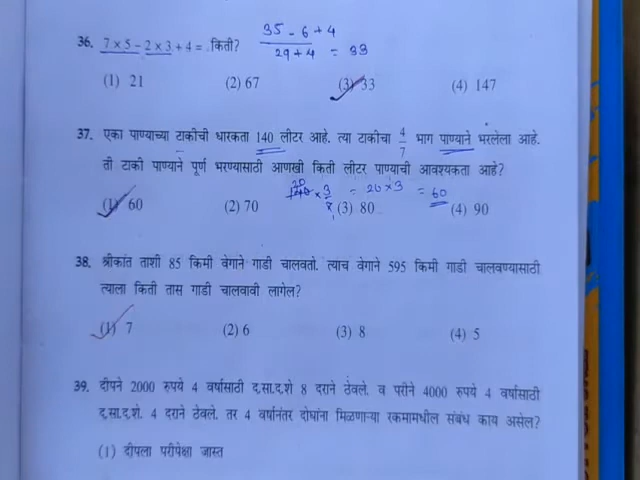 36. 7 × 5 – 2 × 3 + 4 = किती?
35 - 6 + 4
29 + 4 = 33
(1) 21 (2) 67 (3) 33 (4) 147
37. एका पाण्याच्या टाकीची धारकता 140 लीटर आहे. त्या टाकीचा 4/7 भाग पाण्याने भरलेला आहे.
ती टाकी पाण्याने पूर्ण भरण्यासाठी आणखी किती लीटर पाण्याची आवश्यकता आहे?
20
140 × 3/7 = 20 × 3 = 60
(1) 60 (2) 70 (3) 80 (4) 90
38. श्रीकांत ताशी 85 किमी वेगाने गाडी चालवतो. त्याच वेगाने 595 किमी गाडी चालवण्यासाठी
त्याला किती तास गाडी चालवावी लागेल?
(1) 7 (2) 6 (3) 8 (4) 5
39. दीपने 2000 रुपये 4 वर्षासाठी द.सा.द.शे 8 दराने ठेवले. व परीने 4000 रुपये 4 वर्षासाठी
द.सा.द.शे. 4 दराने ठेवले. तर 4 वर्षानंतर दोघांना मिळणाऱ्या रकमामधील संबंध काय असेल?
(1) दीपला परीपेक्षा जास्त